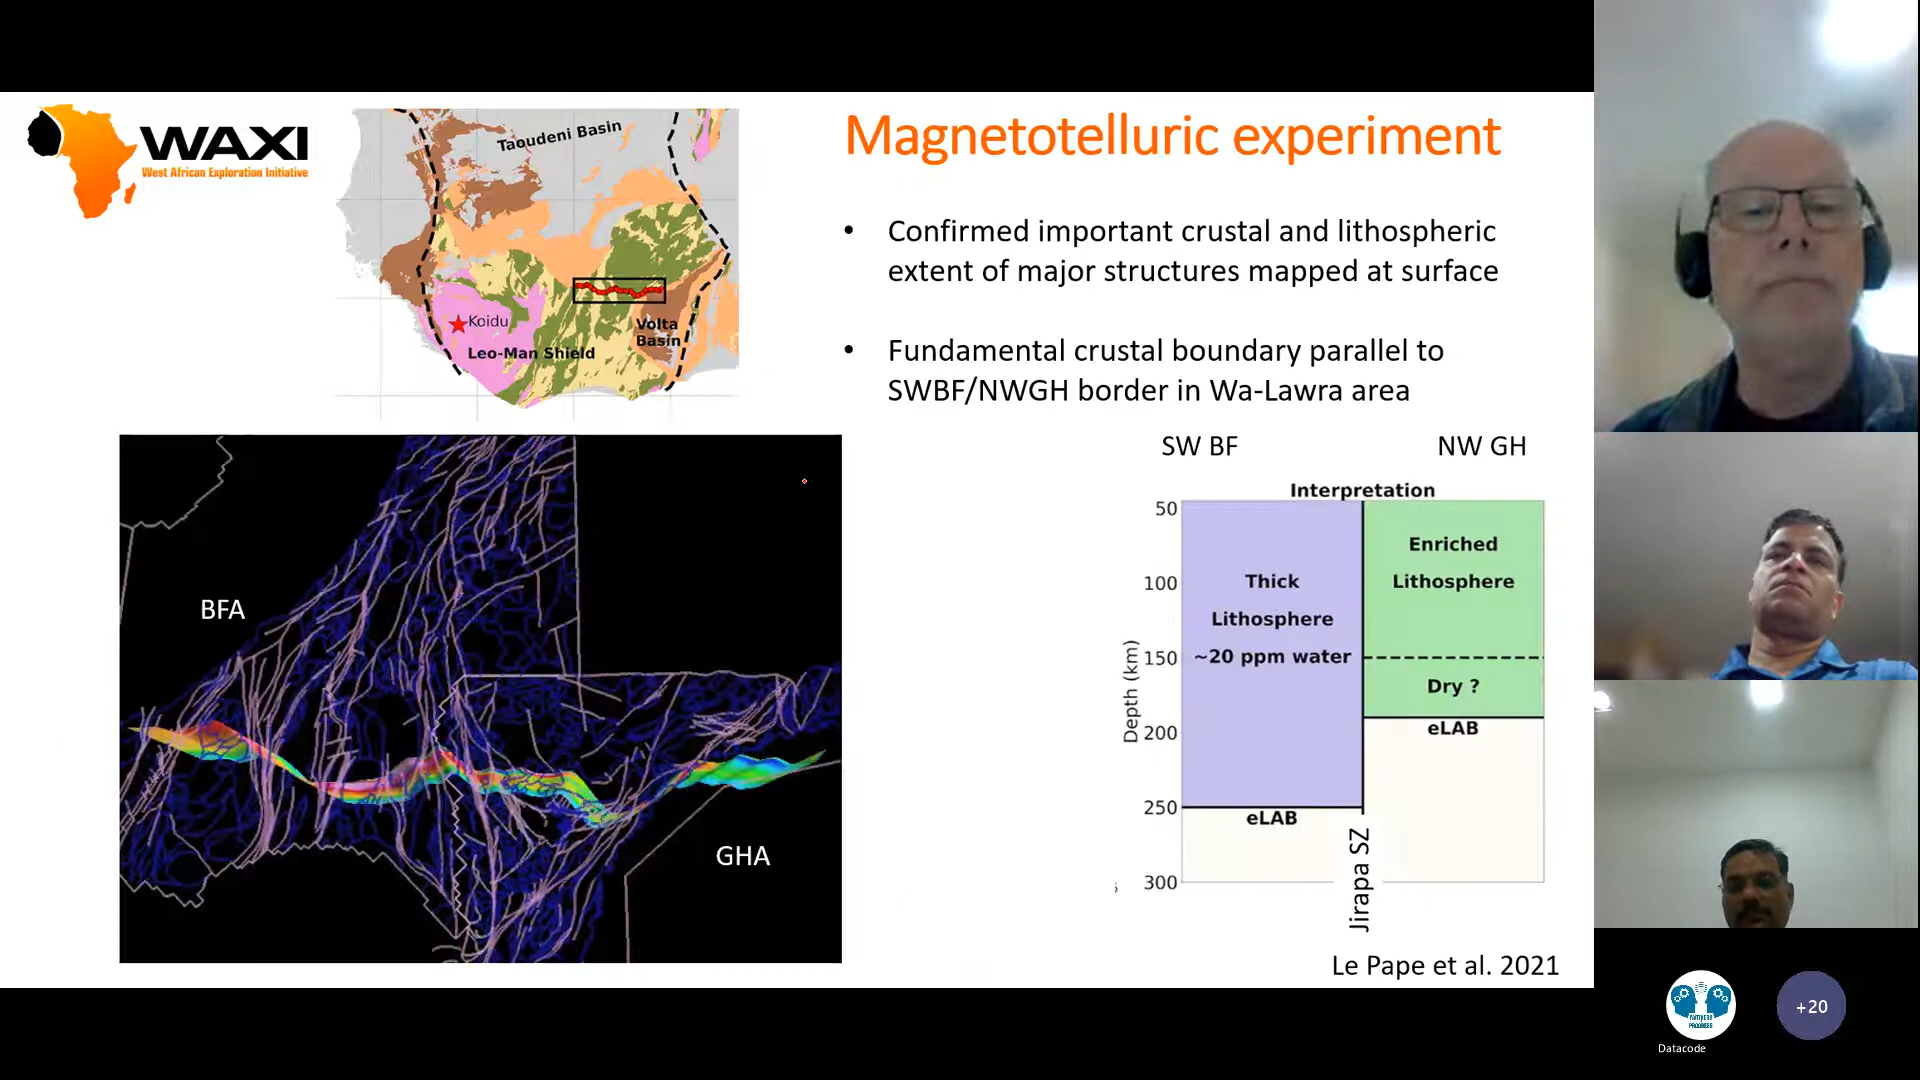 WAXI
West African Exploration Initiative
Taoudeni Basin
Koidu
Leo-Man Shield
Volta
Basin
Magnetotelluric experiment
• Confirmed important crustal and lithospheric
extent of major structures mapped at surface
• Fundamental crustal boundary parallel to
SWBF/NWGH border in Wa-Lawra area
BFA
GHA
SW BF
NW GH
Interpretation
Depth (km)
50
100
150
200
250
300
Thick
Lithosphere
~20 ppm water
eLAB
Enriched
Lithosphere
Dry ?
eLAB
Jirapa SZ
Le Pape et al. 2021
Datacode
+20